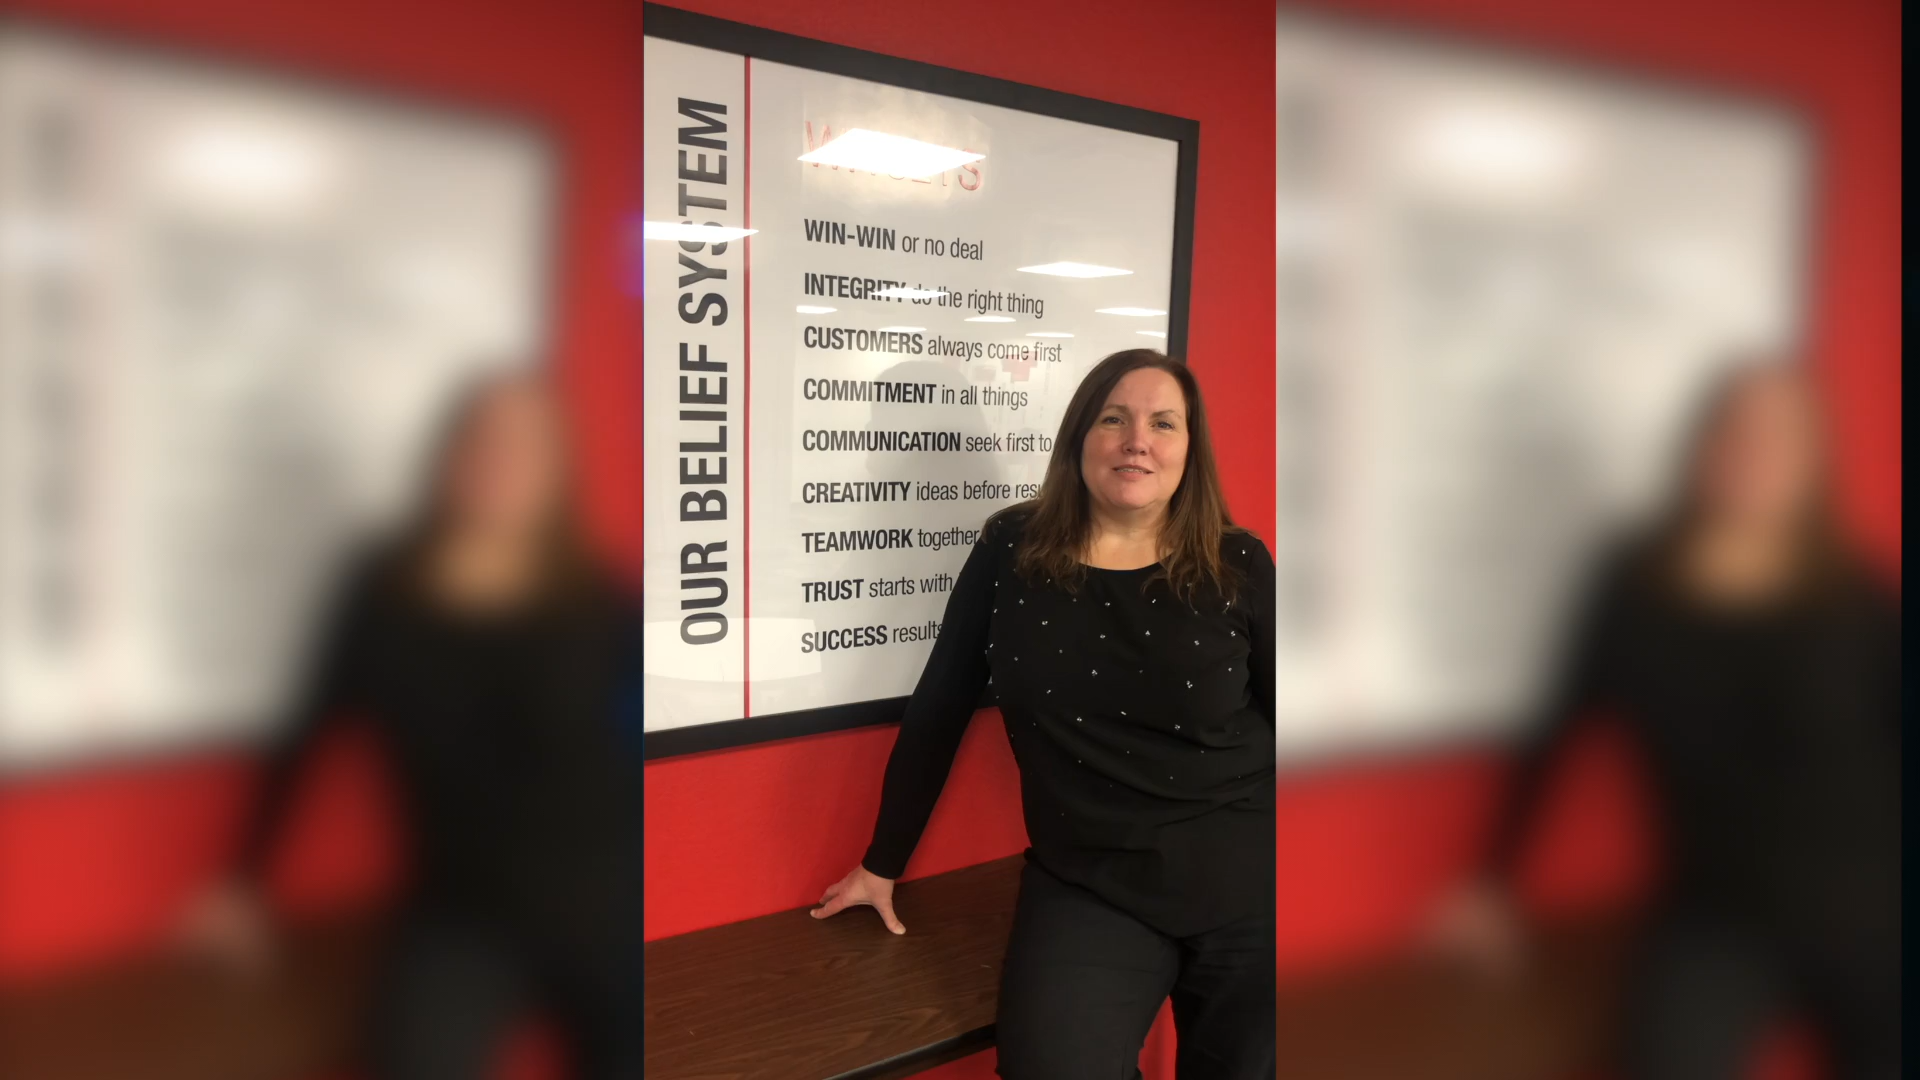 OUR BELIEF SYSTEM
WIN-WIN or no deal
INTEGRITY do the right thing
CUSTOMERS always come first
COMMITMENT in all things
COMMUNICATION seek first to
CREATIVITY ideas before
TEAMWORK together
TRUST starts with
SUCCESS results